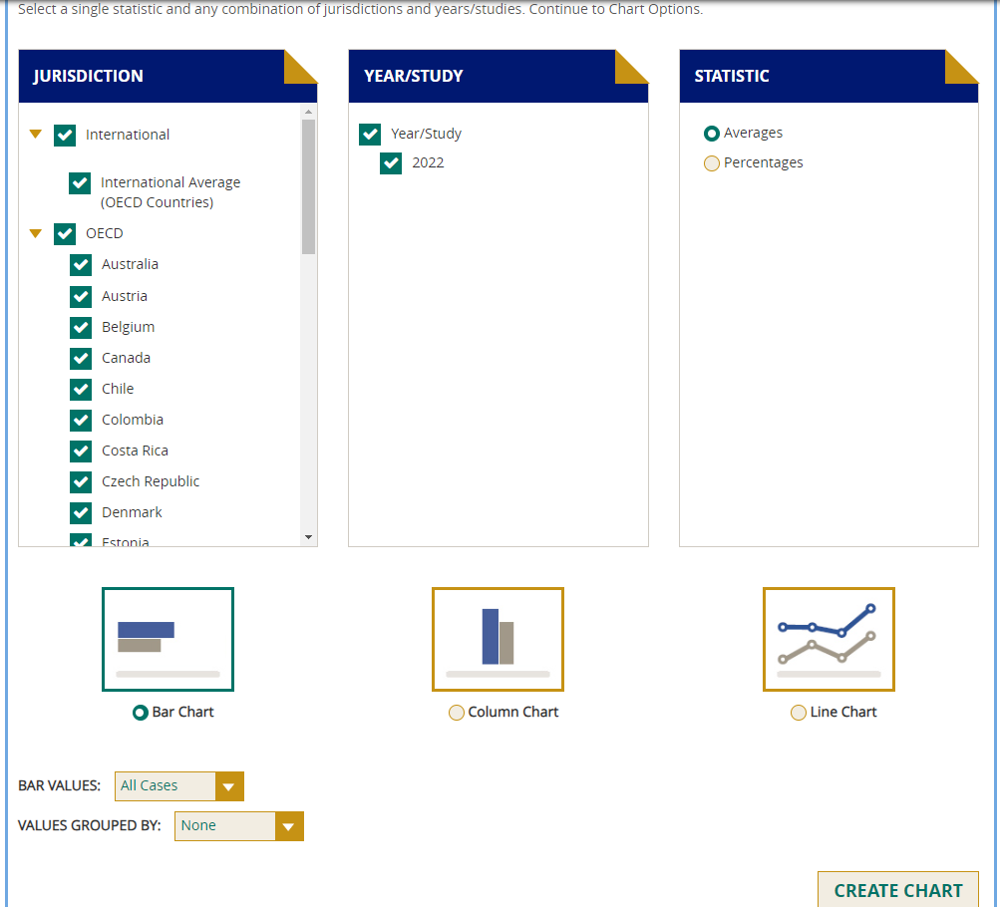 Select a single statistic and any combination of jurisdictions and years/studies. Continue to Chart Options.
JURISDICTION
International
International Average
(OECD Countries)
OECD
Australia
Austria
Belgium
Canada
Chile
Colombia
Costa Rica
Czech Republic
Denmark
Estonia
YEAR/STUDY
Year/Study
2022
STATISTIC
Averages
Percentages
Bar Chart
Column Chart
Line Chart
BAR VALUES: All Cases
VALUES GROUPED BY: None
CREATE CHART